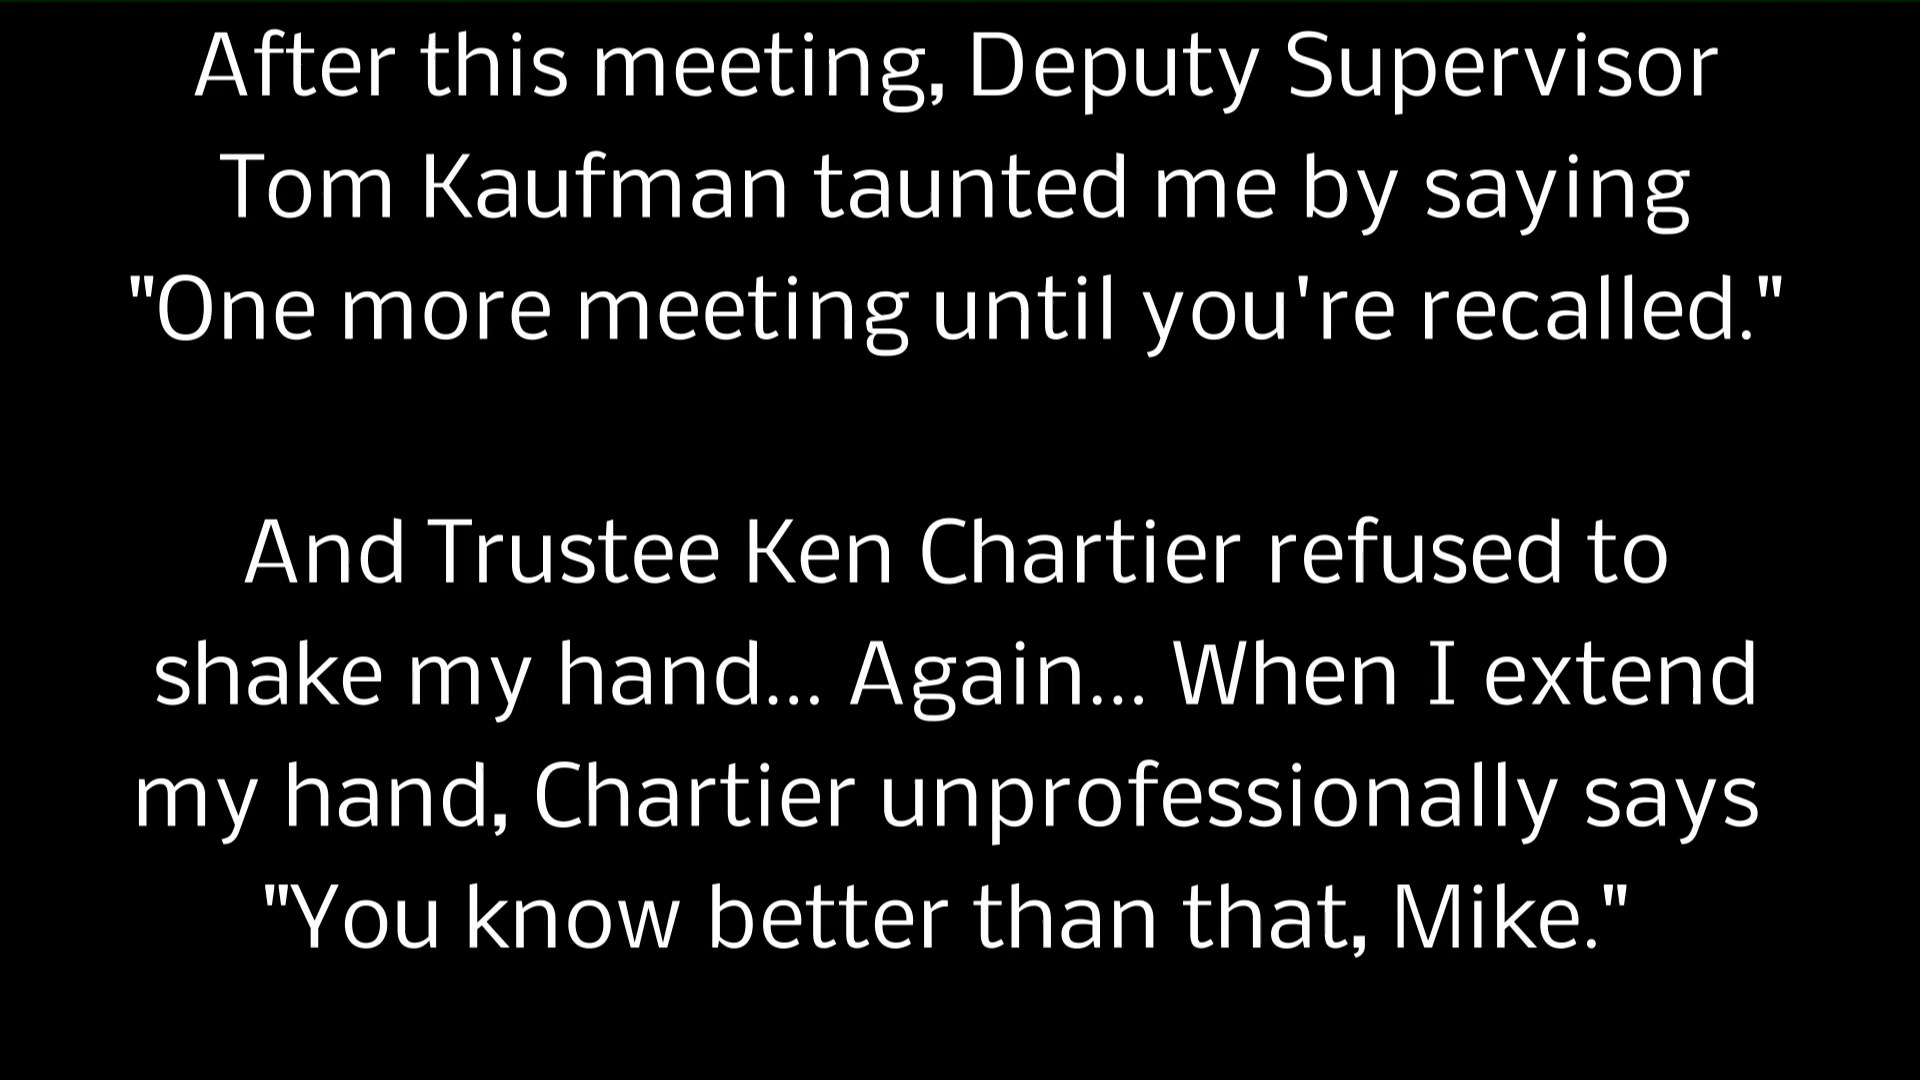 After this meeting, Deputy Supervisor
Tom Kaufman taunted me by saying
"One more meeting until you're recalled."
And Trustee Ken Chartier refused to
shake my hand... Again... When I extend
my hand, Chartier unprofessionally says
"You know better than that, Mike."